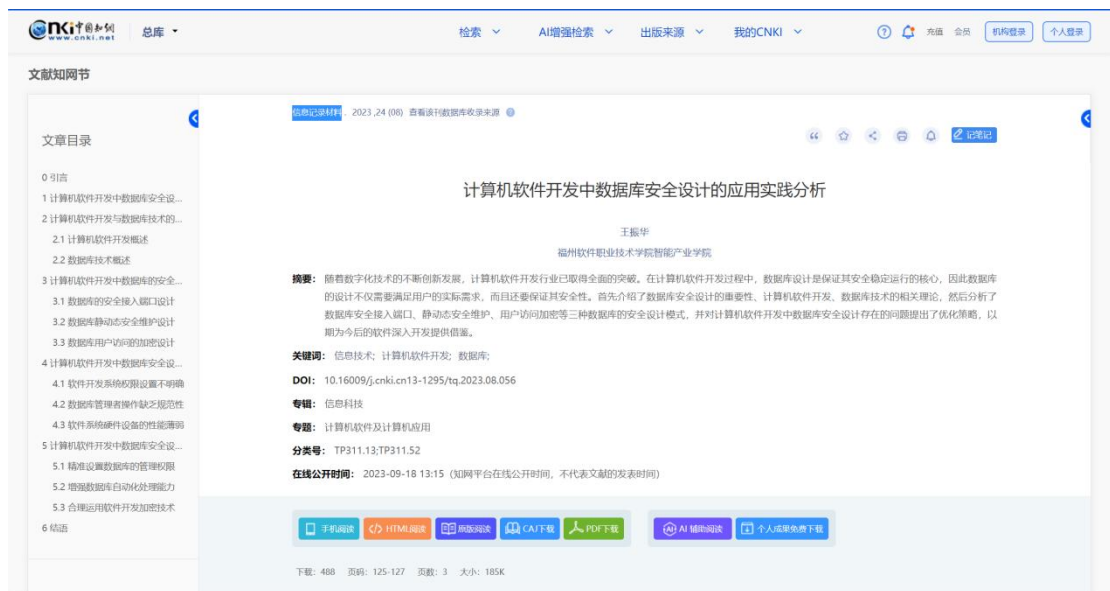 Cnki中国知网
www.cnki.net
总库
检索
AI增强检索
出版来源
我的CNKI
充值
会员
机构登录
个人登录
文献知网节
文章目录
0 引言
1 计算机软件开发中数据库安全设...
2 计算机软件开发与数据库技术的...
2.1 计算机软件开发概述
2.2 数据库技术概述
3 计算机软件开发中数据库的安全...
3.1 数据库的安全接入端口设计
3.2 数据库静动态安全维护设计
3.3 数据库用户访问的加密设计
4 计算机软件开发中数据库安全设...
4.1 软件开发系统权限设置不明确
4.2 数据库管理者操作缺乏规范性
4.3 软件系统硬件设备的性能薄弱
5 计算机软件开发中数据库安全设...
5.1 精准设置数据库的管理权限
5.2 增强数据库自动化处理能力
5.3 合理运用软件开发加密技术
6 结语
信息记录材料 . 2023 ,24 (08) 查看该刊数据库收录来源
记笔记
计算机软件开发中数据库安全设计的应用实践分析
王振华
福州软件职业技术学院智能产业学院
摘要： 随着数字化技术的不断创新发展，计算机软件开发行业已取得全面的突破。在计算机软件开发过程中，数据库设计是保证其安全稳定运行的核心，因此数据库
的设计不仅需要满足用户的实际需求，而且还要保证其安全性。首先介绍了数据库安全设计的重要性、计算机软件开发、数据库技术的相关理论，然后分析了
数据库安全接入端口、静动态安全维护、用户访问加密等三种数据库的安全设计模式，并对计算机软件开发中数据库安全设计存在的问题提出了优化策略，以
期为今后的软件深入开发提供借鉴。
关键词： 信息技术; 计算机软件开发; 数据库;
DOI： 10.16009/j.cnki.cn13-1295/tq.2023.08.056
专辑： 信息科技
专题： 计算机软件及计算机应用
分类号： TP311.13;TP311.52
在线公开时间： 2023-09-18 13:15（知网平台在线公开时间，不代表文献的发表时间）
手机阅读
HTML阅读
原版阅读
CAJ下载
PDF下载
AI 辅助阅读
个人成果免费下载
下载: 488 页码: 125-127 页数: 3 大小: 185K